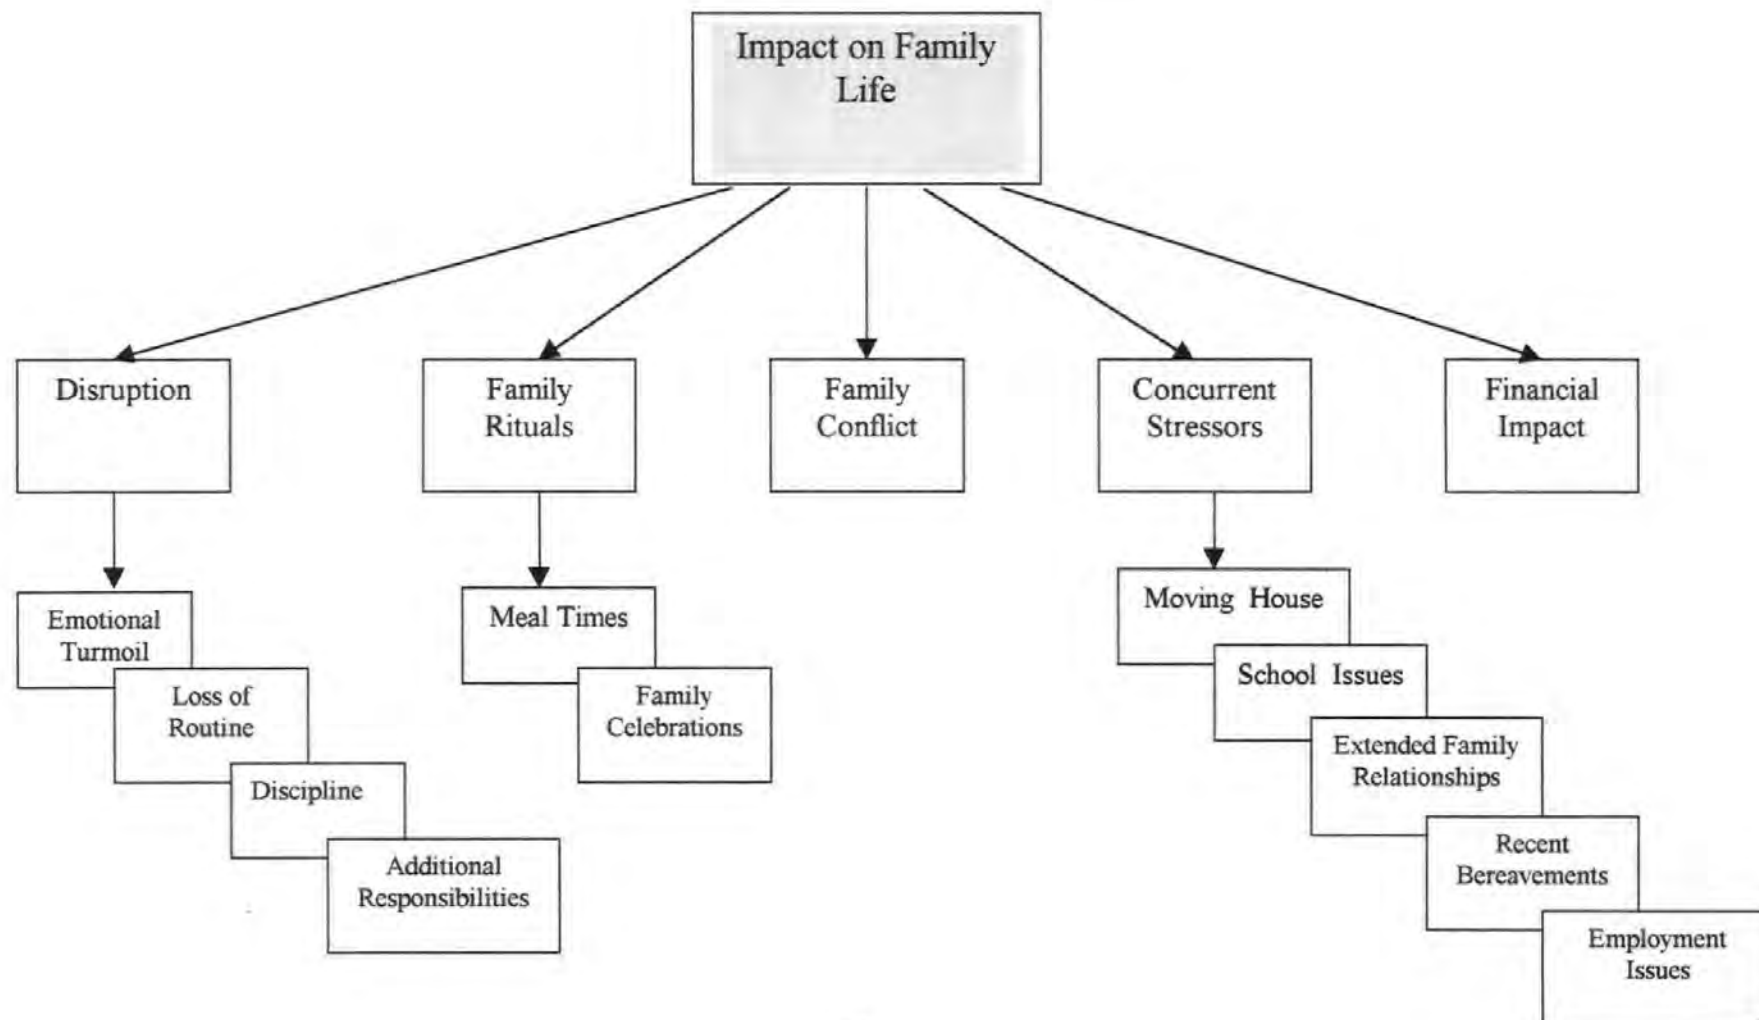 Impact on Family
Life
Disruption
Family
Rituals
Family
Conflict
Concurrent
Stressors
Financial
Impact
Emotional
Turmoil
Loss of
Routine
Discipline
Additional
Responsibilities
Meal Times
Family
Celebrations
Moving House
School Issues
Extended Family
Relationships
Recent
Bereavements
Employment
Issues